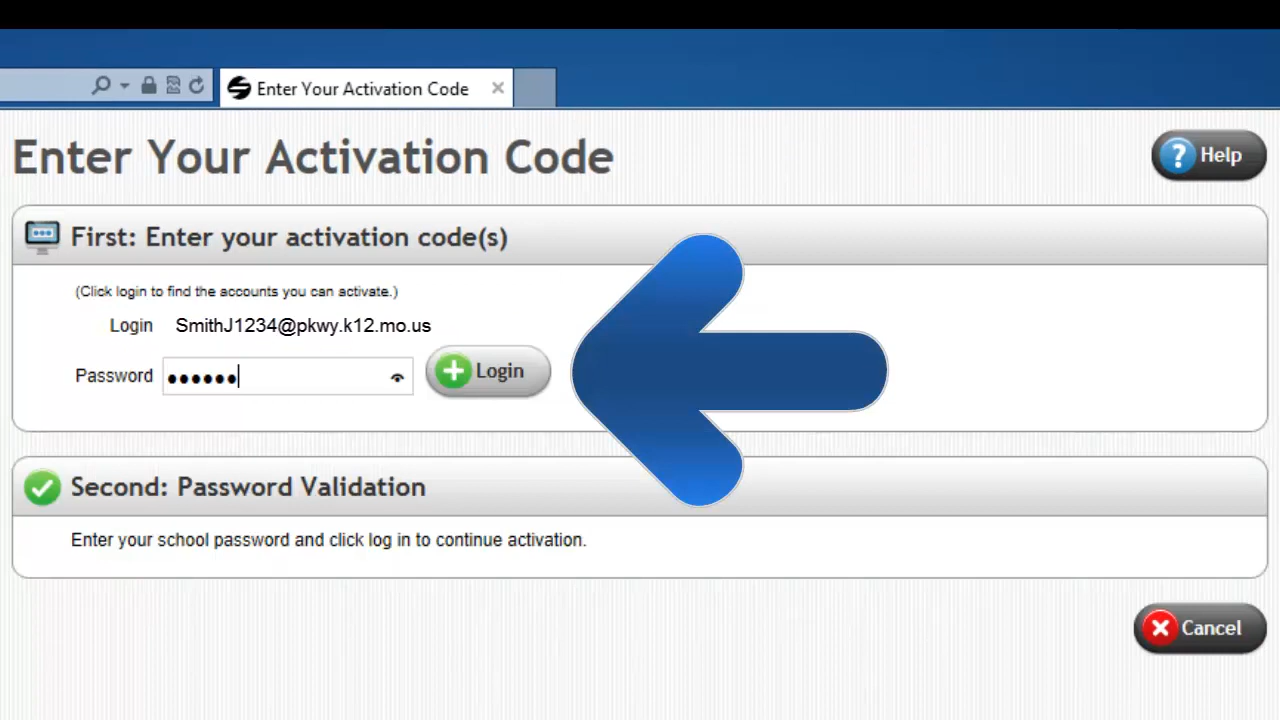 Enter Your Activation Code
Enter Your Activation Code
Help
First: Enter your activation code(s)
(Click login to find the accounts you can activate.)
Login SmithJ1234@pkwy.k12.mo.us
Password ●●●●●● Login
Second: Password Validation
Enter your school password and click log in to continue activation.
Cancel